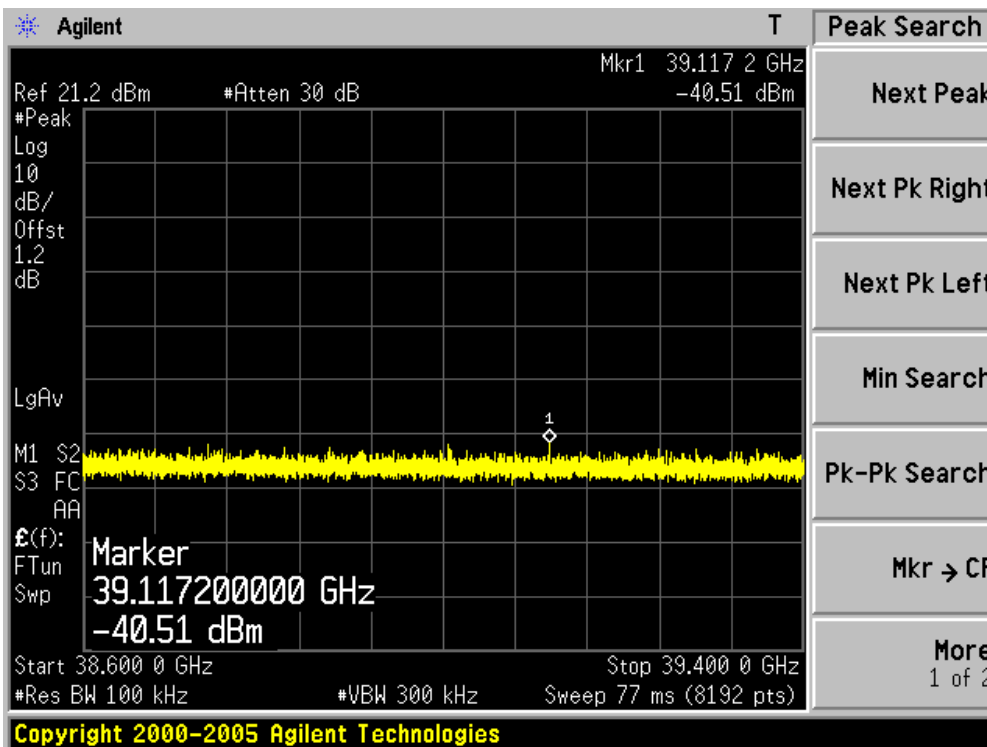 Agilent T Peak Search
Mkr1 39.117 2 GHz
Ref 21.2 dBm #Atten 30 dB -40.51 dBm
#Peak
Log
10
dB/
Offst
1.2
dB
LgAv
1
M1 S2
S3 FC
AA
£(f):
FTun
Swp
Marker
39.117200000 GHz
-40.51 dBm
Start 38.600 0 GHz Stop 39.400 0 GHz
#Res BW 100 kHz #VBW 300 kHz Sweep 77 ms (8192 pts)
Copyright 2000-2005 Agilent Technologies
Next Peak
Next Pk Right
Next Pk Left
Min Search
Pk-Pk Search
Mkr → CF
More
1 of 2